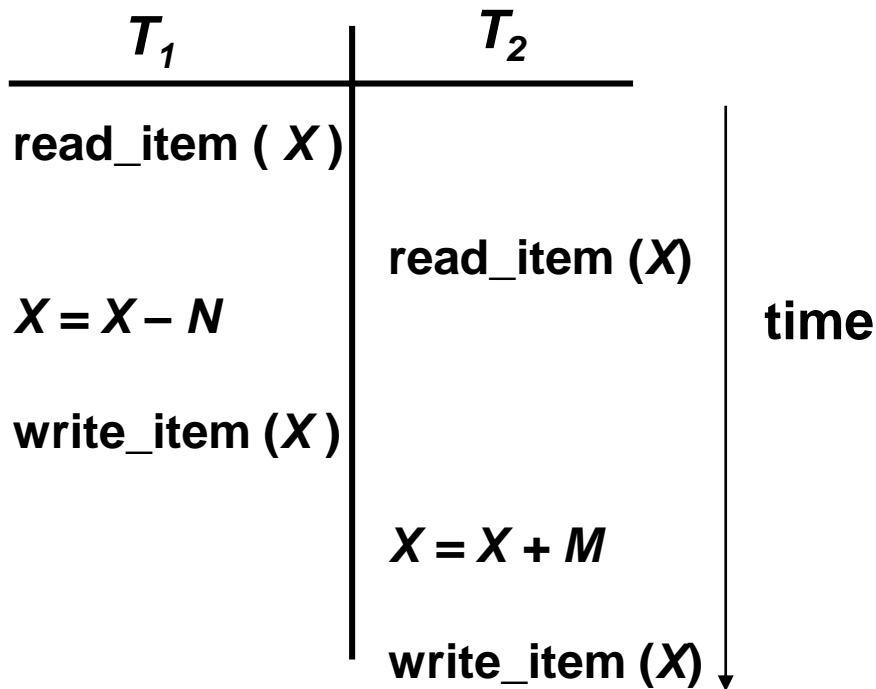 T1 T2
read_item ( X )
read_item (X)
X = X – N
time
write_item (X )
X = X + M
write_item (X)